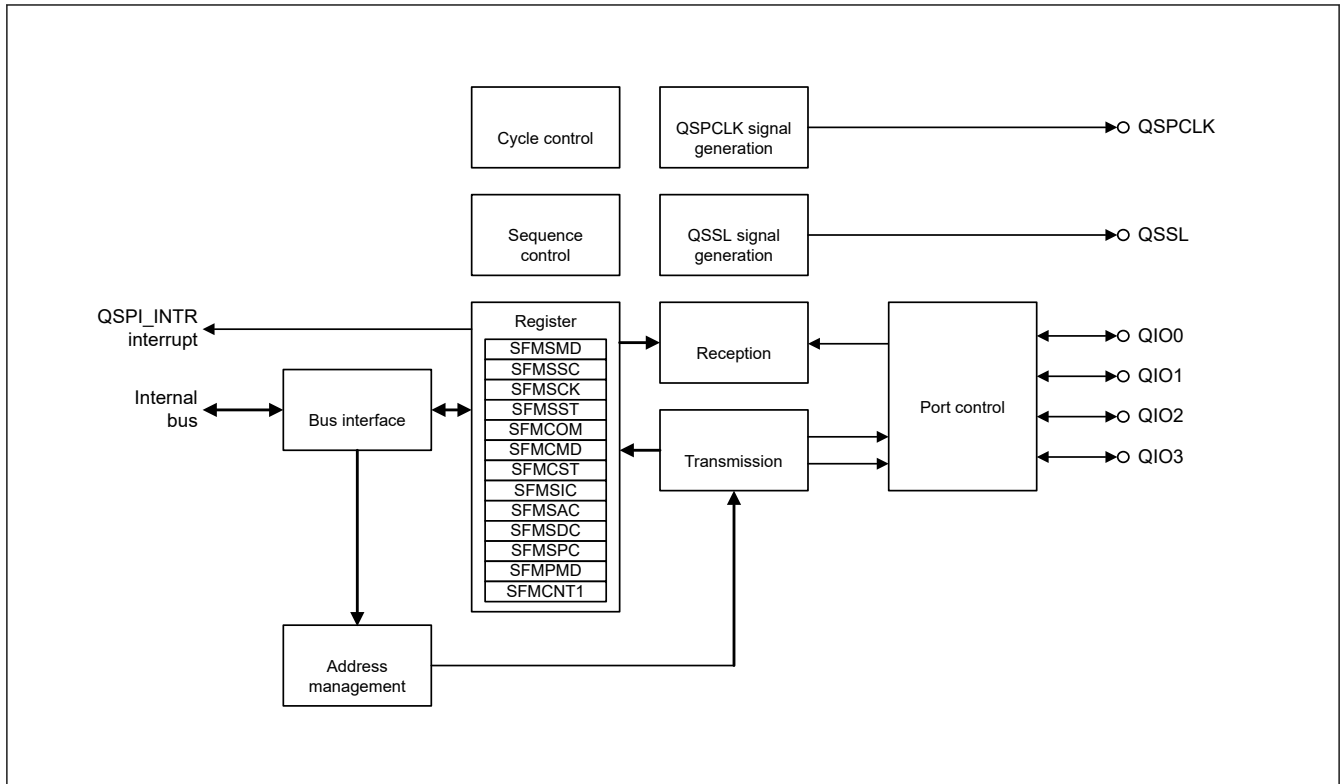 Cycle control
QSPCLK signal
generation
QSPCLK
Sequence
control
QSSL signal
generation
QSSL
QSPI_INTR
interrupt
Internal
bus
Bus interface
Register
SFMSMD
SFMSSC
SFMSCK
SFMSST
SFMCOM
SFMCMD
SFMCST
SFMSIC
SFMSAC
SFMSDC
SFMSPC
SFMPMD
SFMCNT1
Reception
Transmission
Port control
QIO0
QIO1
QIO2
QIO3
Address
management